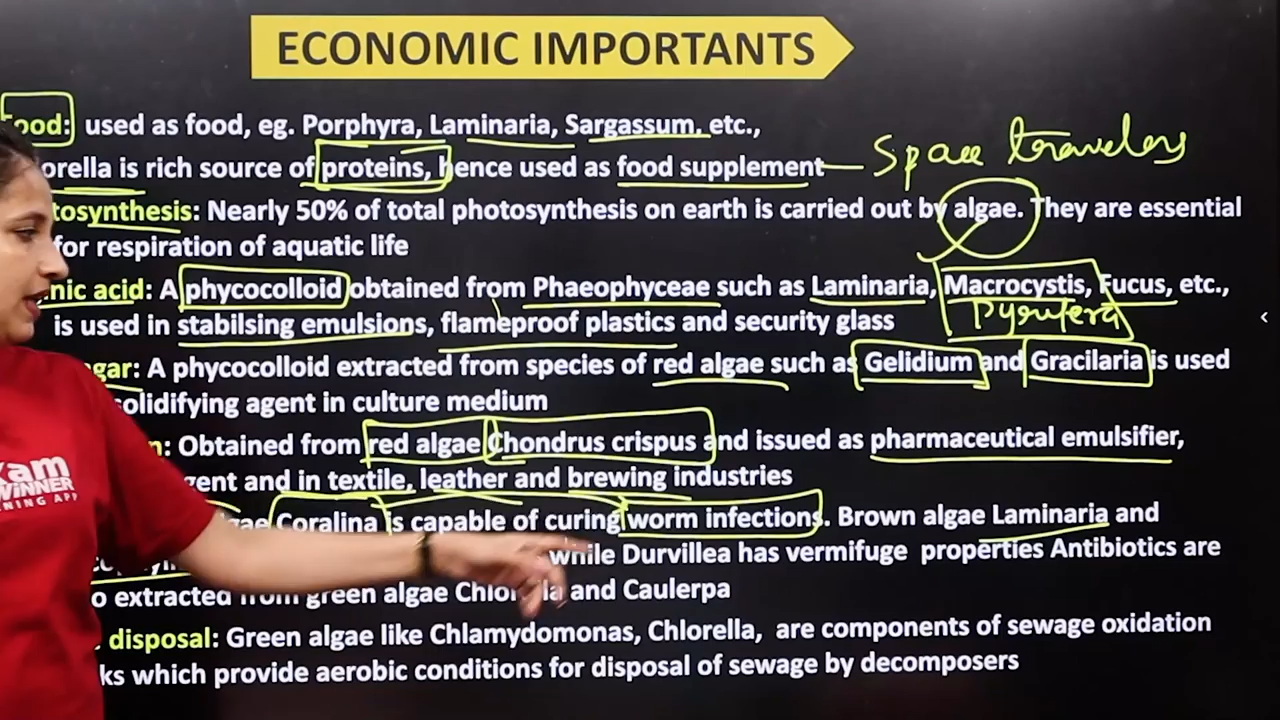 ECONOMIC IMPORTANTS
Food: used as food, eg. Porphyra, Laminaria, Sargassum. etc.,
orella is rich source of proteins, hence used as food supplement Space travelers
tosynthesis: Nearly 50% of total photosynthesis on earth is carried out by algae. They are essential
for respiration of aquatic life
nic acid: A phycocolloid obtained from Phaeophyceae such as Laminaria, Macrocystis, Fucus, etc.,
Pyrifera
is used in stabilsing emulsions, flameproof plastics and security glass
gar: A phycocolloid extracted from species of red algae such as Gelidium and Gracilaria is used
solidifying agent in culture medium
n: Obtained from red algae Chondrus crispus and issued as pharmaceutical emulsifier,
gent and in textile, leather and brewing industries
gae Coralina is capable of curing worm infections. Brown algae Laminaria and
while Durvillea has vermifuge properties Antibiotics are
o extracted from green algae and Caulerpa
disposal: Green algae like Chlamydomonas, Chlorella, are components of sewage oxidation
ks which provide aerobic conditions for disposal of sewage by decomposers
xam
WINNER
NING APP